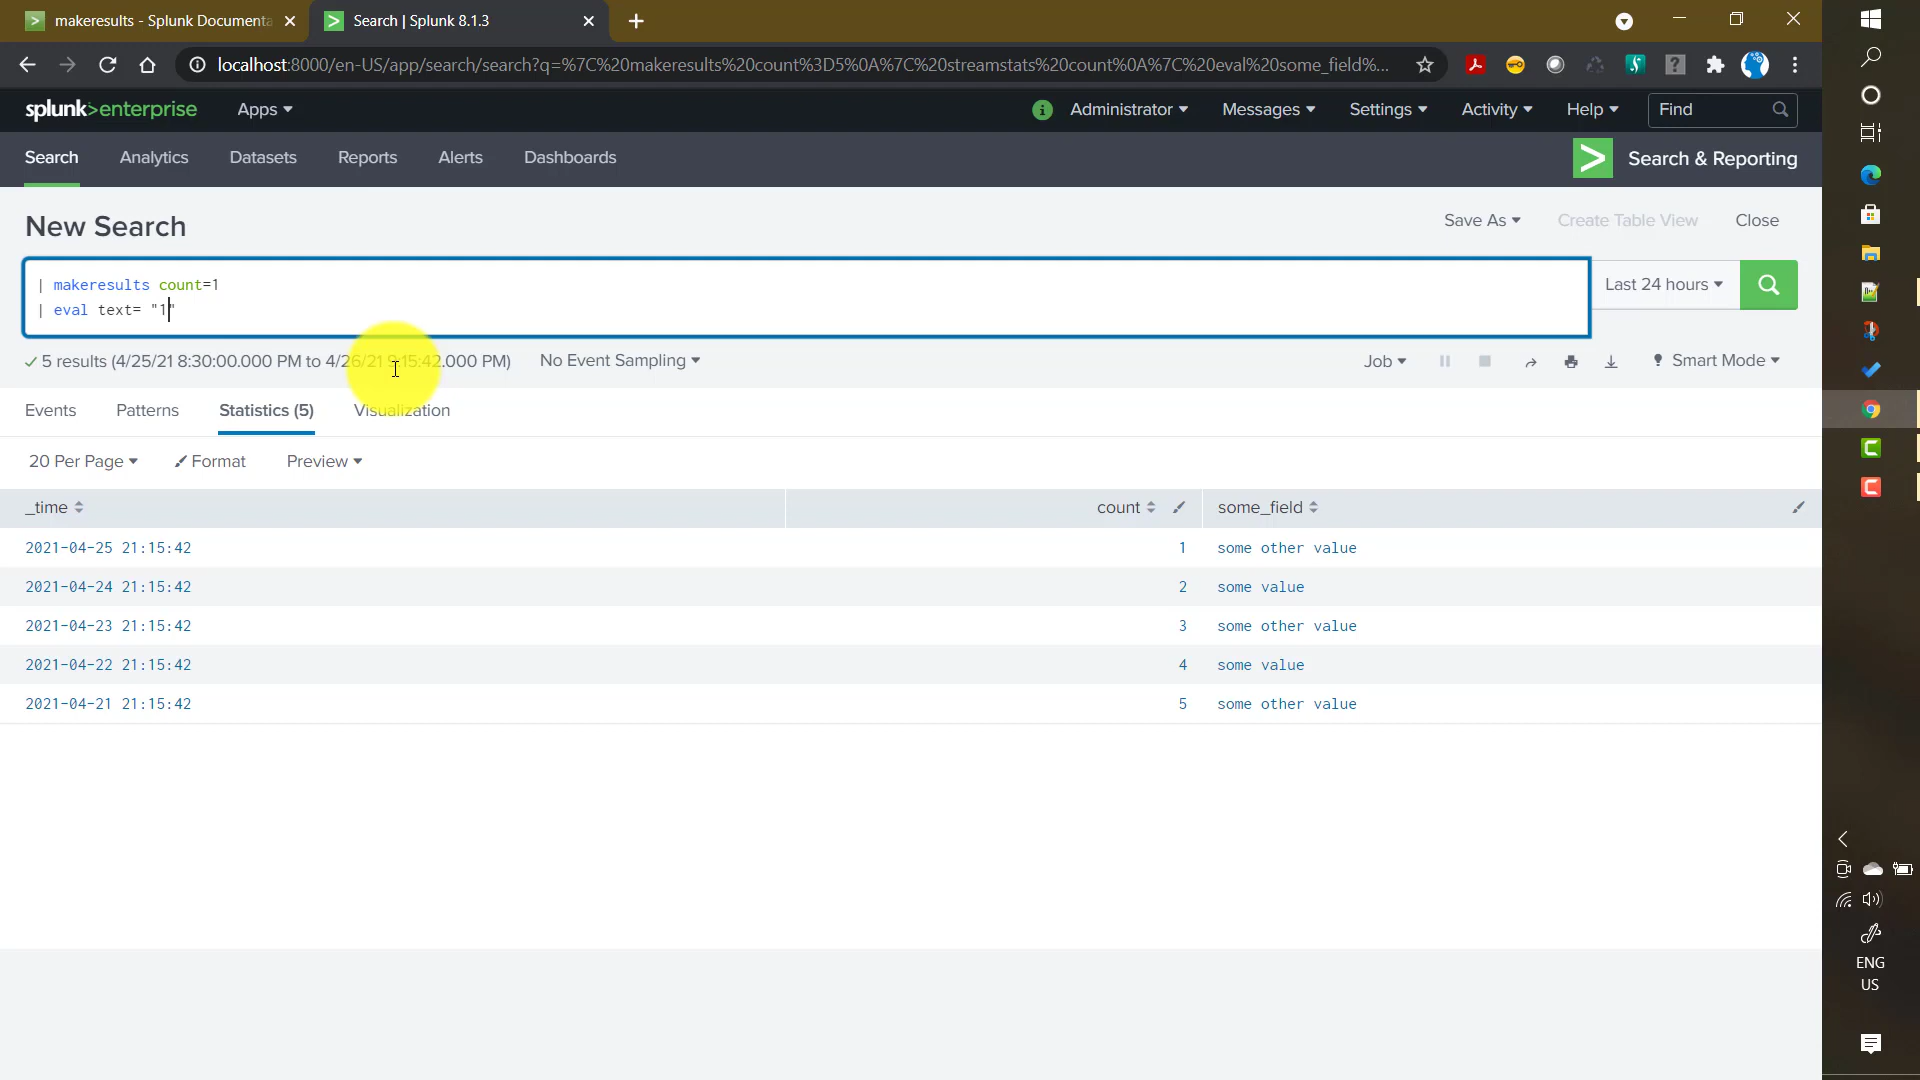 makeresults - Splunk Documenta
Search | Splunk 8.1.3
localhost:8000/en-US/app/search/search?q=%7C%20makeresults%20count%3D5%0A%7C%20streamstats%20count%0A%7C%20eval%20some_field%...
splunk>enterprise Apps Administrator Messages Settings Activity Help Find
Search Analytics Datasets Reports Alerts Dashboards Search & Reporting
New Search Save As Create Table View Close
| makeresults count=1
| eval text= "1"
Last 24 hours
5 results (4/25/21 8:30:00.000 PM to 4/26/21 9:15:42.000 PM) No Event Sampling Job Smart Mode
Events Patterns Statistics (5) Visualization
20 Per Page Format Preview
_time count some_field
2021-04-25 21:15:42 1 some other value
2021-04-24 21:15:42 2 some value
2021-04-23 21:15:42 3 some other value
2021-04-22 21:15:42 4 some value
2021-04-21 21:15:42 5 some other value
ENG
US